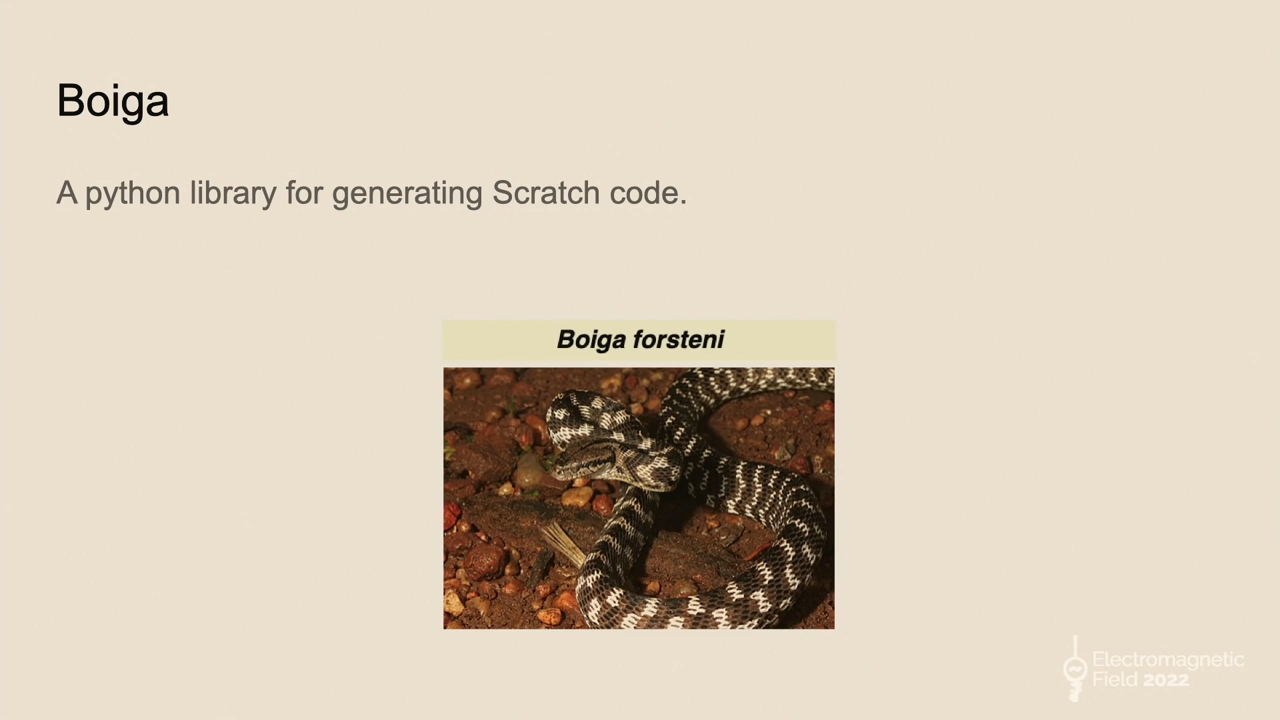 Boiga
A python library for generating Scratch code.
Boiga forsteni
Electromagnetic
Field 2022